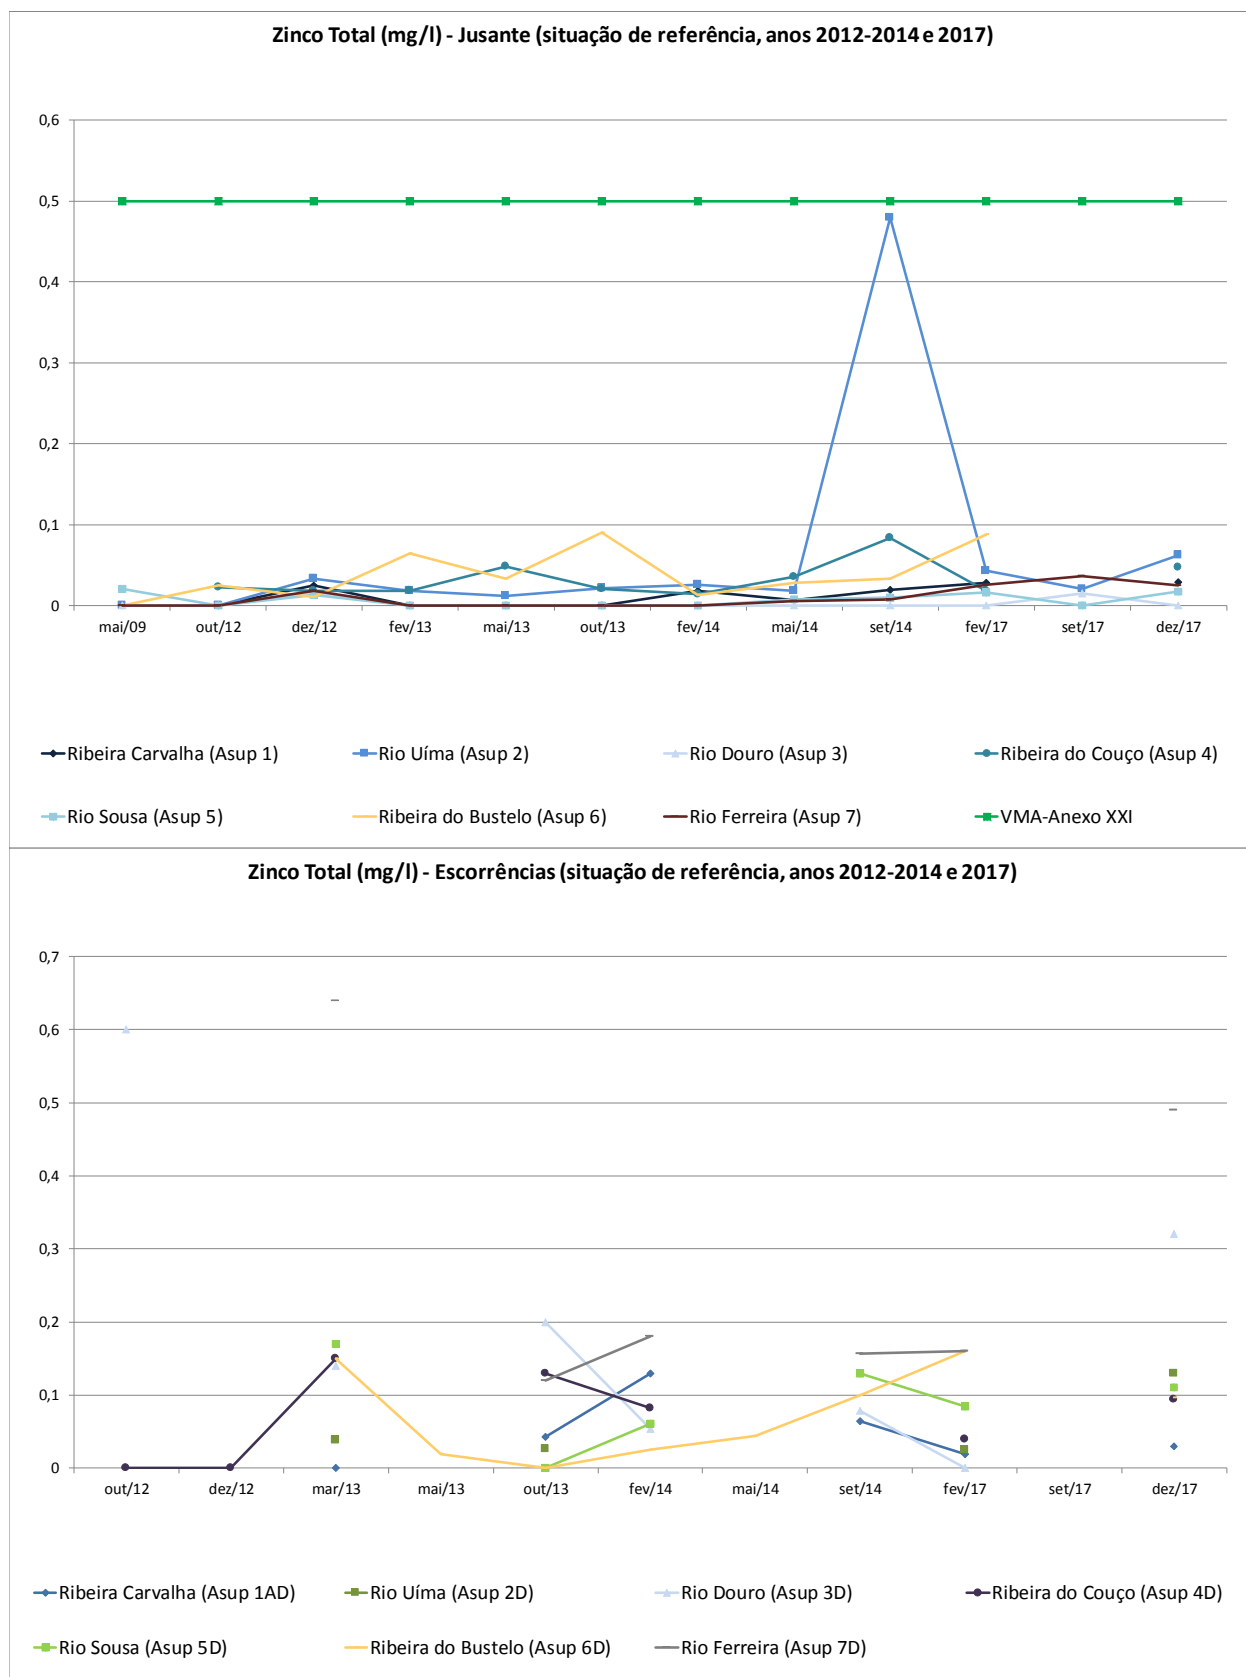 Zinco Total (mg/l) - Jusante (situação de referência, anos 2012-2014 e 2017)
0,6
0,5
0,4
0,3
0,2
0,1
0
mai/09 out/12 dez/12 fev/13 mai/13 out/13 fev/14 mai/14 set/14 fev/17 set/17 dez/17
Ribeira Carvalha (Asup 1) Rio Uíma (Asup 2) Rio Douro (Asup 3) Ribeira do Couço (Asup 4)
Rio Sousa (Asup 5) Ribeira do Bustelo (Asup 6) Rio Ferreira (Asup 7) VMA-Anexo XXI
Zinco Total (mg/l) - Escorrências (situação de referência, anos 2012-2014 e 2017)
0,7
0,6
0,5
0,4
0,3
0,2
0,1
0
out/12 dez/12 mar/13 mai/13 out/13 fev/14 mai/14 set/14 fev/17 set/17 dez/17
Ribeira Carvalha (Asup 1AD) Rio Uíma (Asup 2D) Rio Douro (Asup 3D) Ribeira do Couço (Asup 4D)
Rio Sousa (Asup 5D) Ribeira do Bustelo (Asup 6D) Rio Ferreira (Asup 7D)